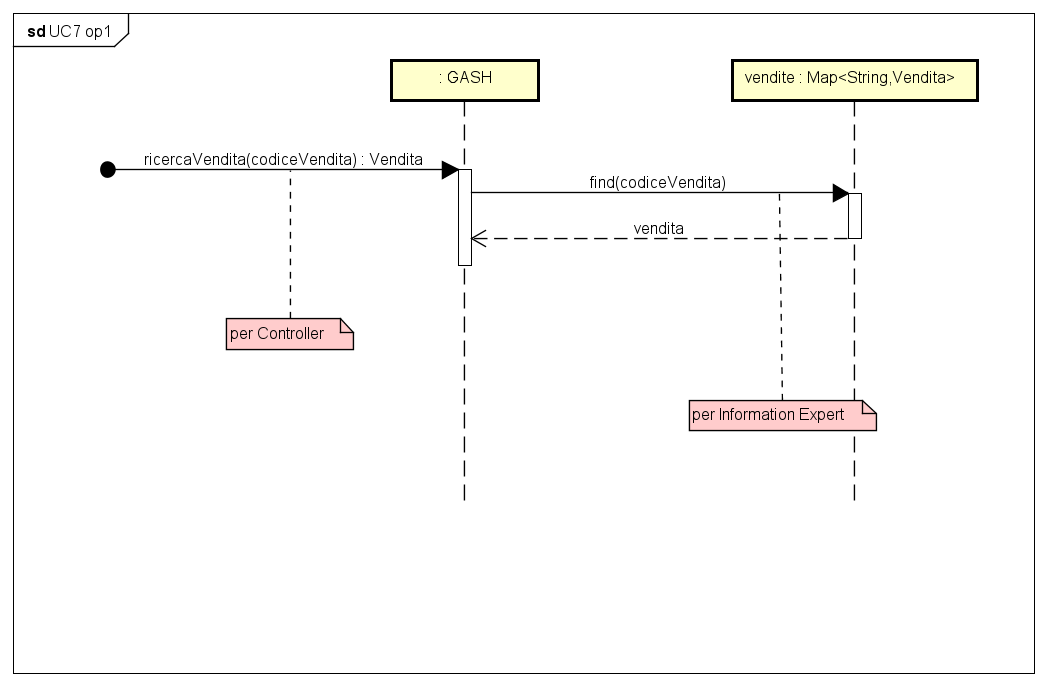 sd UC7 op1
: GASH
vendite : Map<String,Vendita>
ricercaVendita(codiceVendita) : Vendita
find(codiceVendita)
vendita
per Controller
per Information Expert